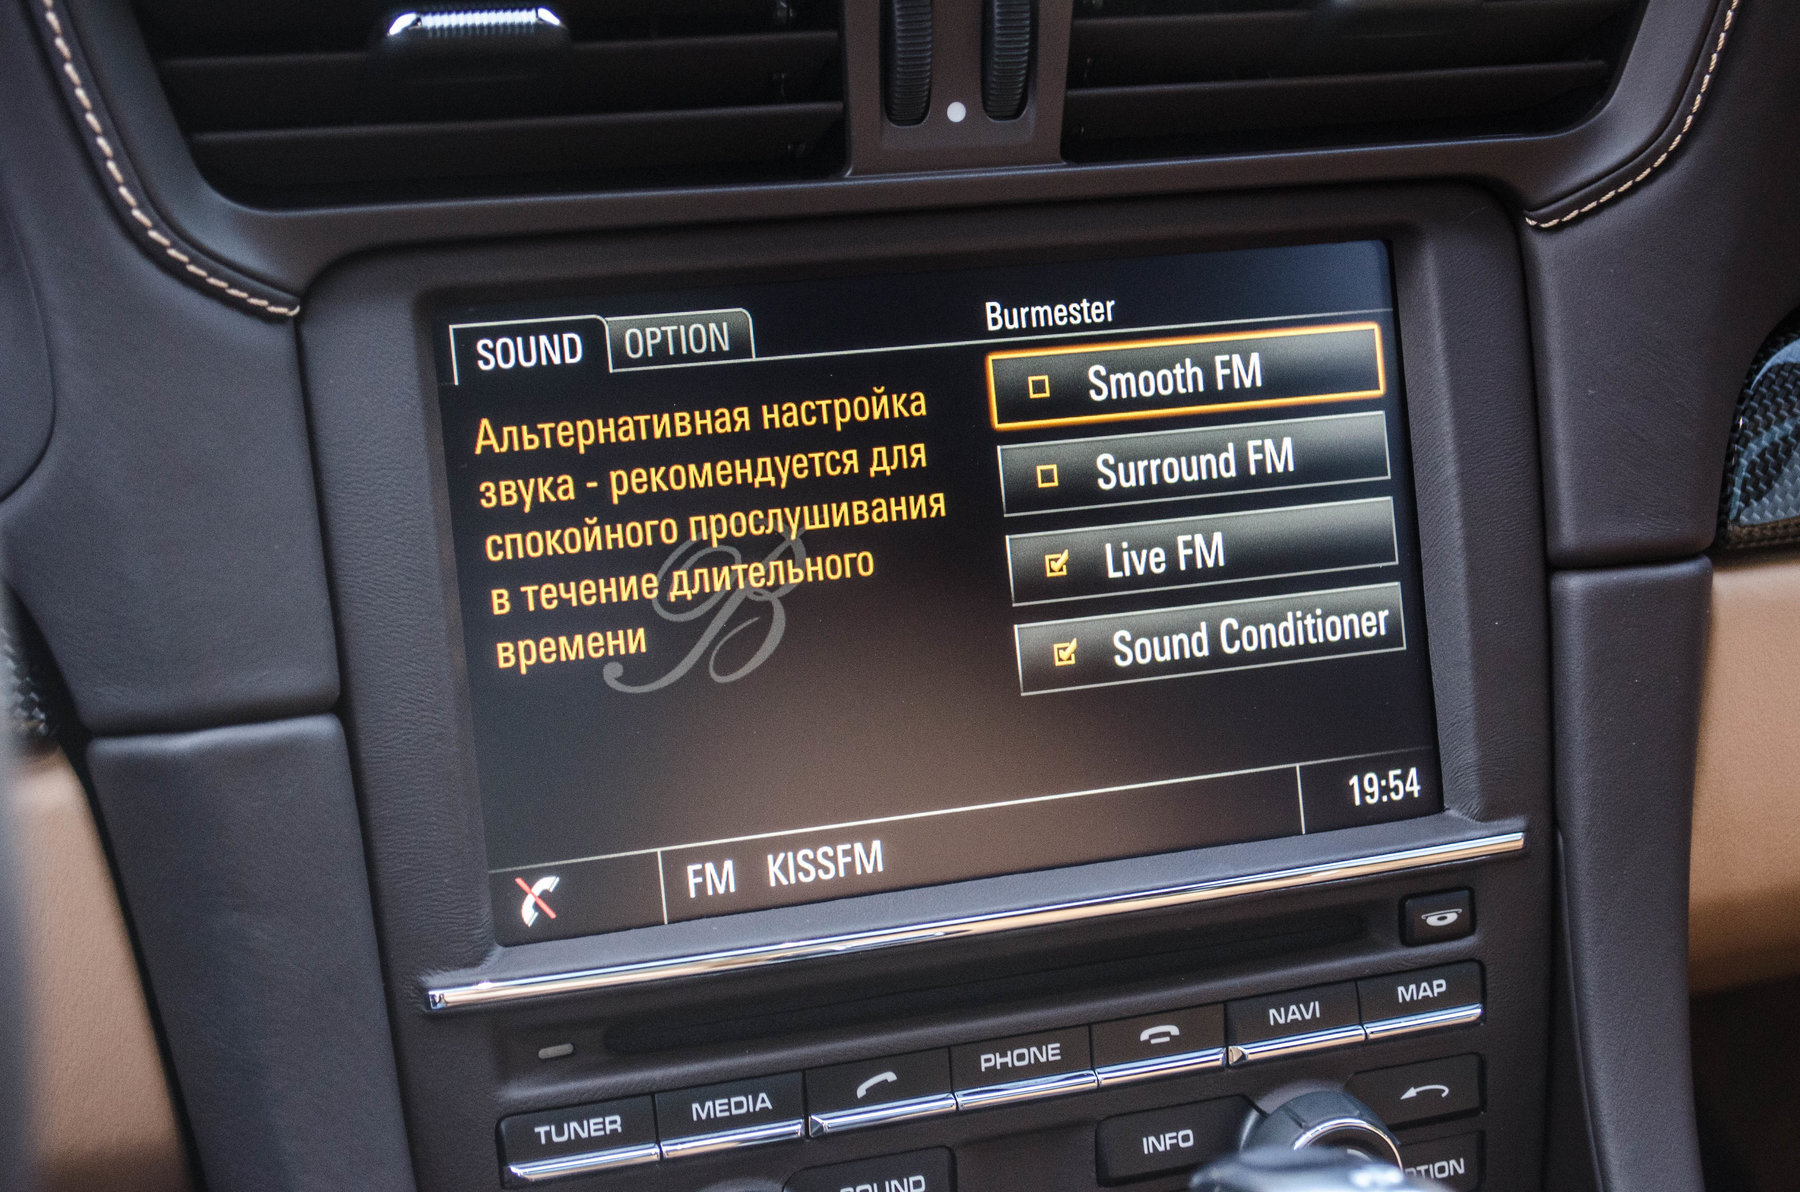 SOUND OPTION
Burmester
Альтернативная настройка
звука - рекомендуется для
спокойного прослушивания
в течение длительного
времени
Smooth FM
Surround FM
Live FM
Sound Conditioner
B
FM KISSFM
19:54
TUNER MEDIA PHONE NAVI MAP
INFO